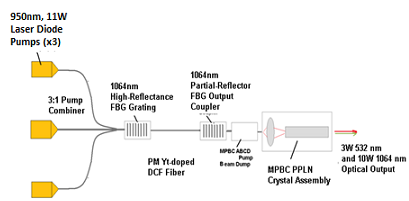 950nm, 11W
Laser Diode
Pumps (x3)
3:1 Pump
Combiner
1064nm
High-Reflectance
FBG Grating
PM Yt-doped
DCF Fiber
1064nm
Partial-Reflector
FBG Output
Coupler
MPBC ABCD
Pump
Beam Dump
MPBC PPLN
Crystal Assembly
3W 532 nm
and 10W 1064 nm
Optical Output